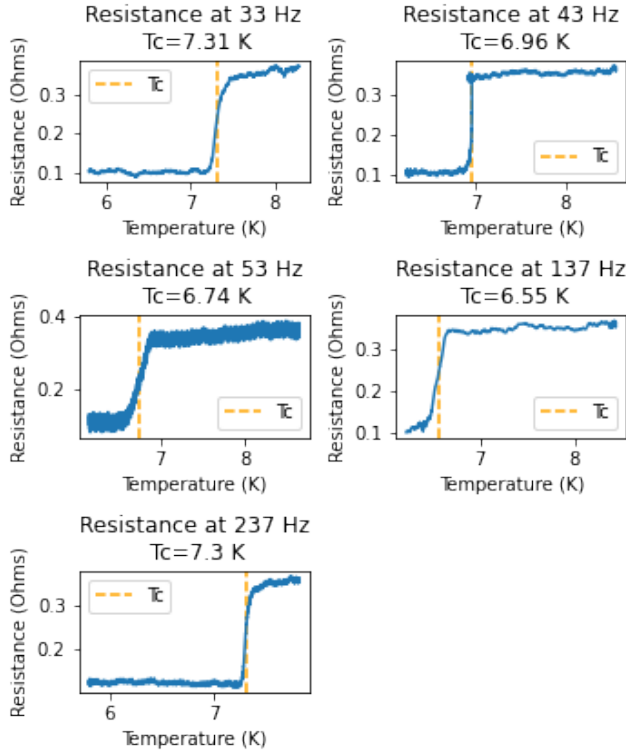 Resistance at 33 Hz
Tc=7.31 K
Resistance (Ohms)
0.3
0.2
0.1
Tc
6
7
8
Temperature (K)
Resistance at 43 Hz
Tc=6.96 K
Resistance (Ohms)
0.3
0.2
0.1
Tc
7
8
Temperature (K)
Resistance at 53 Hz
Tc=6.74 K
Resistance (Ohms)
0.4
0.2
Tc
7
8
Temperature (K)
Resistance at 137 Hz
Tc=6.55 K
Resistance (Ohms)
0.3
0.2
0.1
Tc
7
8
Temperature (K)
Resistance at 237 Hz
Tc=7.3 K
Resistance (Ohms)
0.3
0.2
Tc
6
7
Temperature (K)